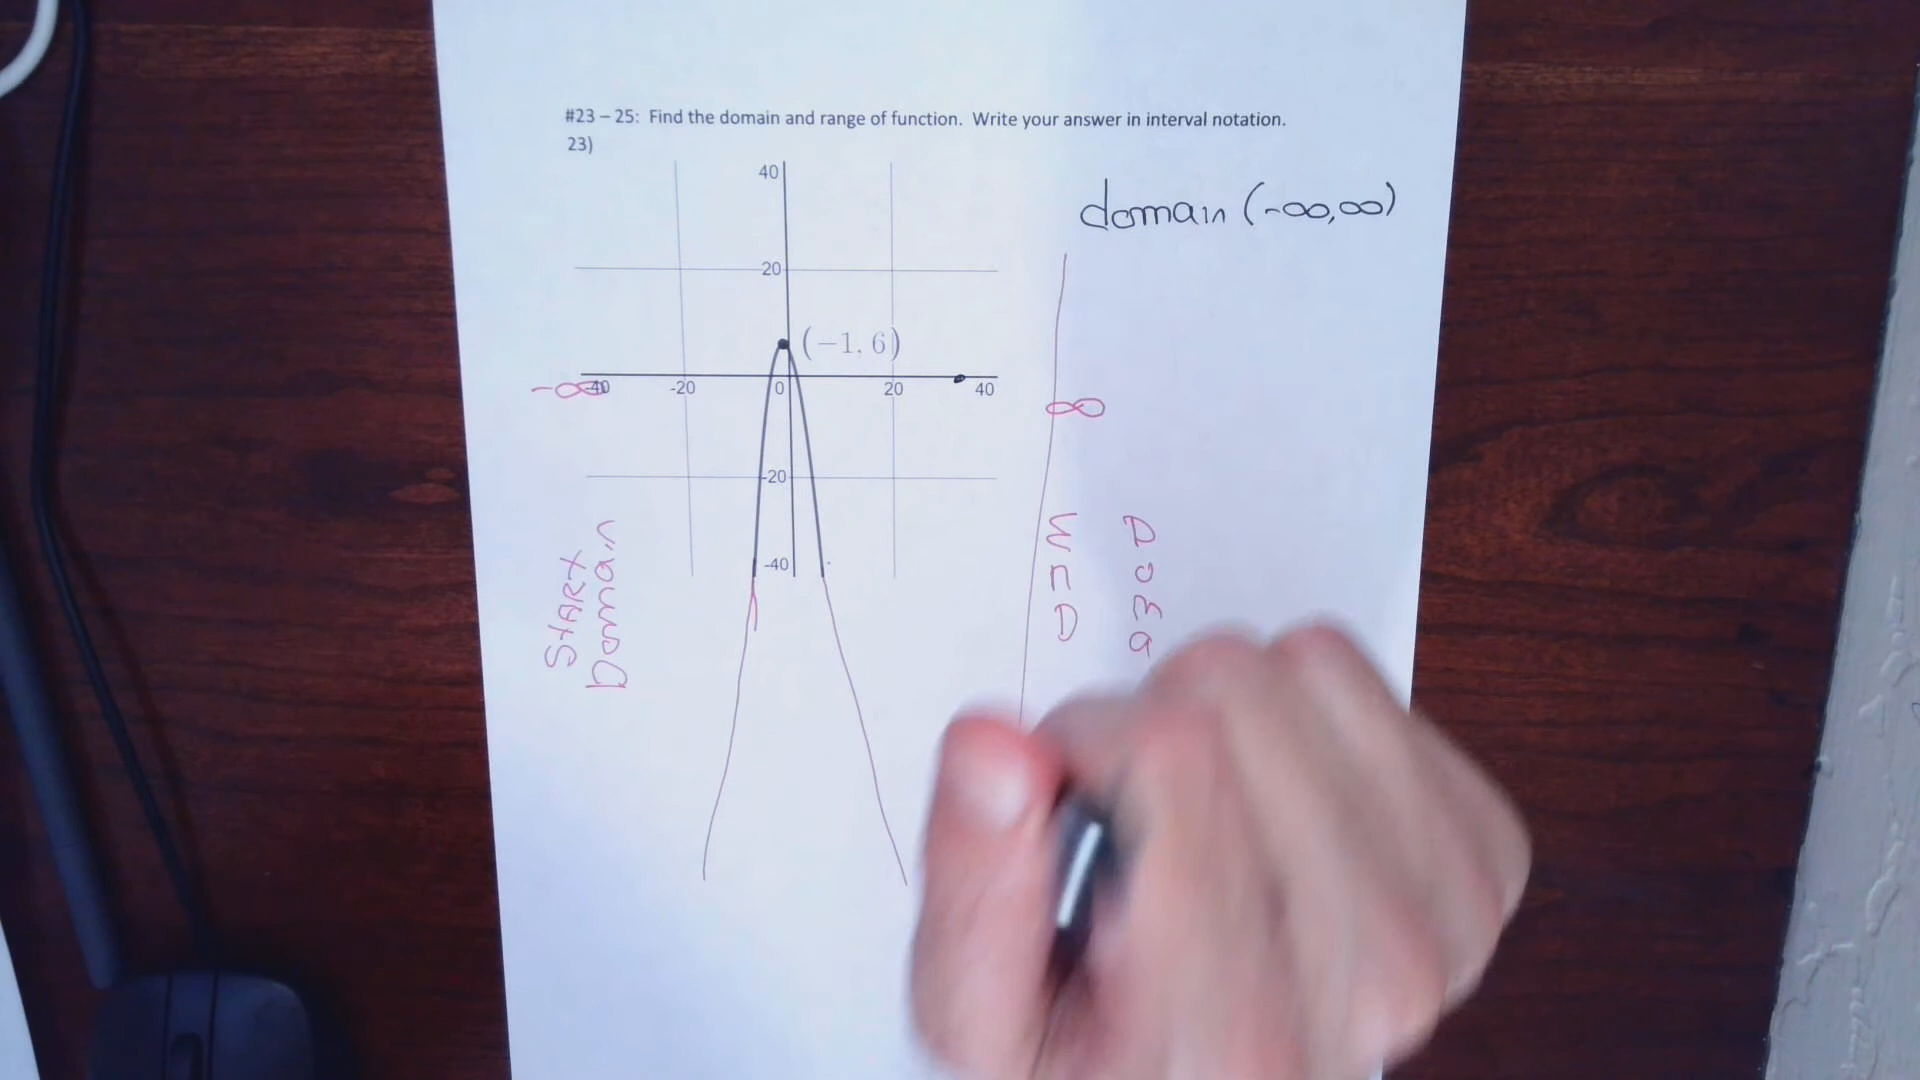 #23 – 25: Find the domain and range of function. Write your answer in interval notation.
23)
domain (-∞,∞)
40
20
(−1, 6)
-∞
-40
-20
0
20
40
∞
-20
-40
START
Domain
END